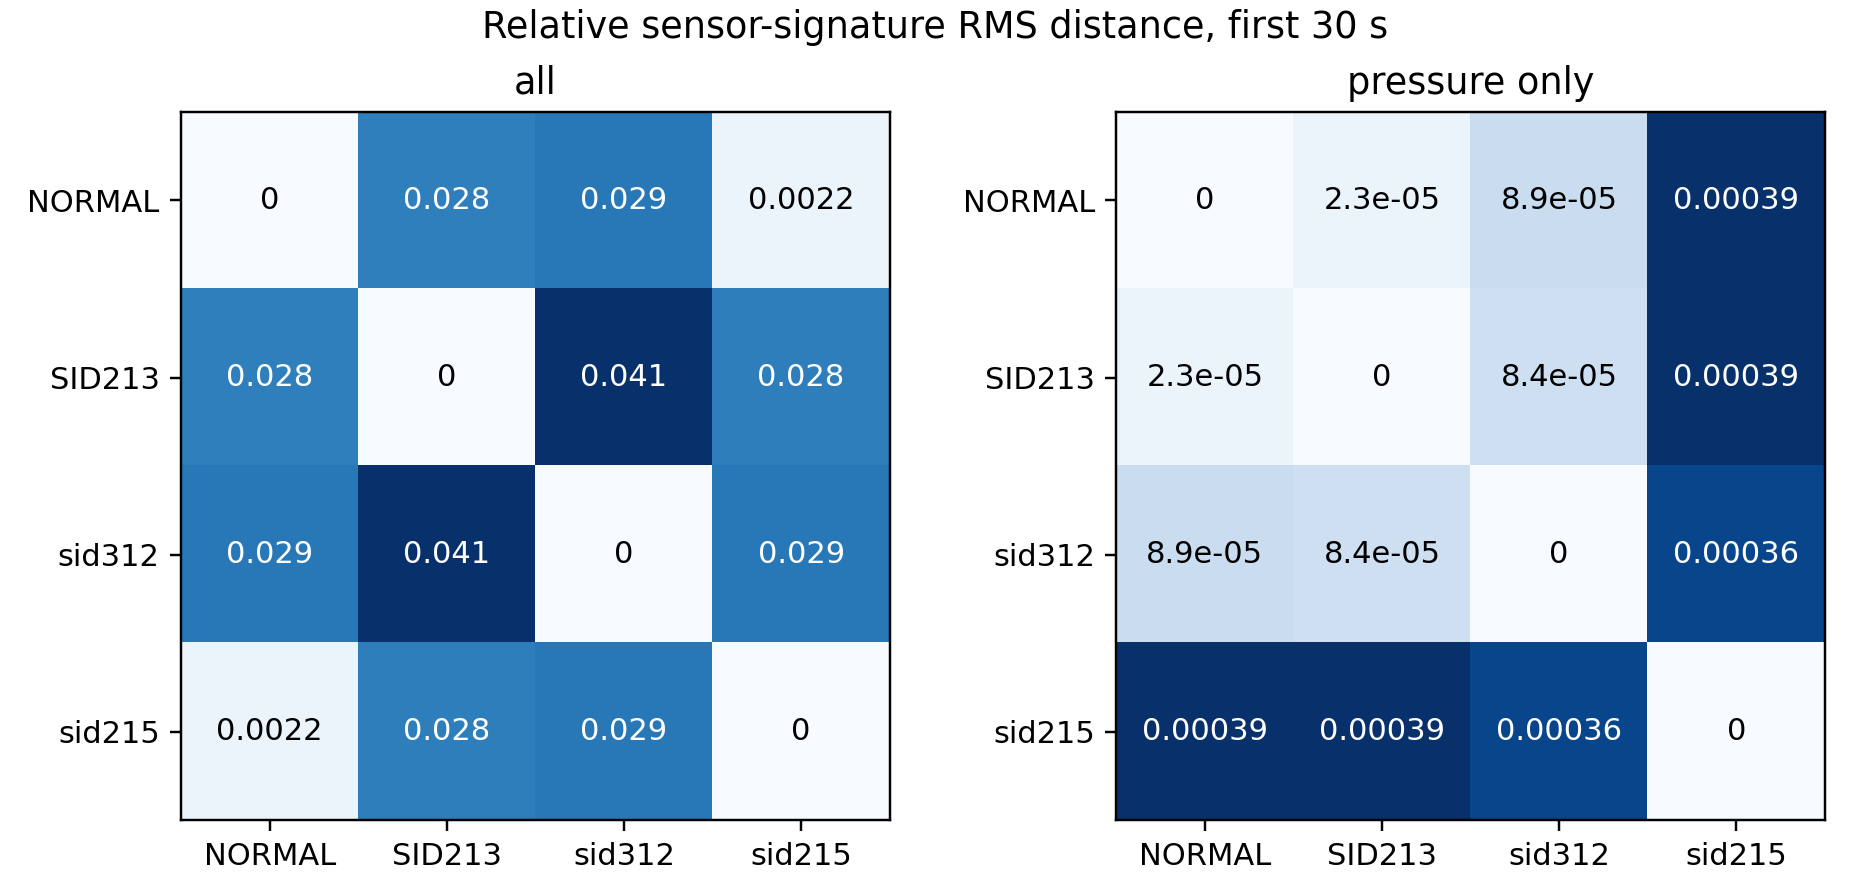 Relative sensor-signature RMS distance, first 30 s
all
NORMAL 0 0.028 0.029 0.0022
SID213 0.028 0 0.041 0.028
sid312 0.029 0.041 0 0.029
sid215 0.0022 0.028 0.029 0
NORMAL SID213 sid312 sid215
pressure only
NORMAL 0 2.3e-05 8.9e-05 0.00039
SID213 2.3e-05 0 8.4e-05 0.00039
sid312 8.9e-05 8.4e-05 0 0.00036
sid215 0.00039 0.00039 0.00036 0
NORMAL SID213 sid312 sid215